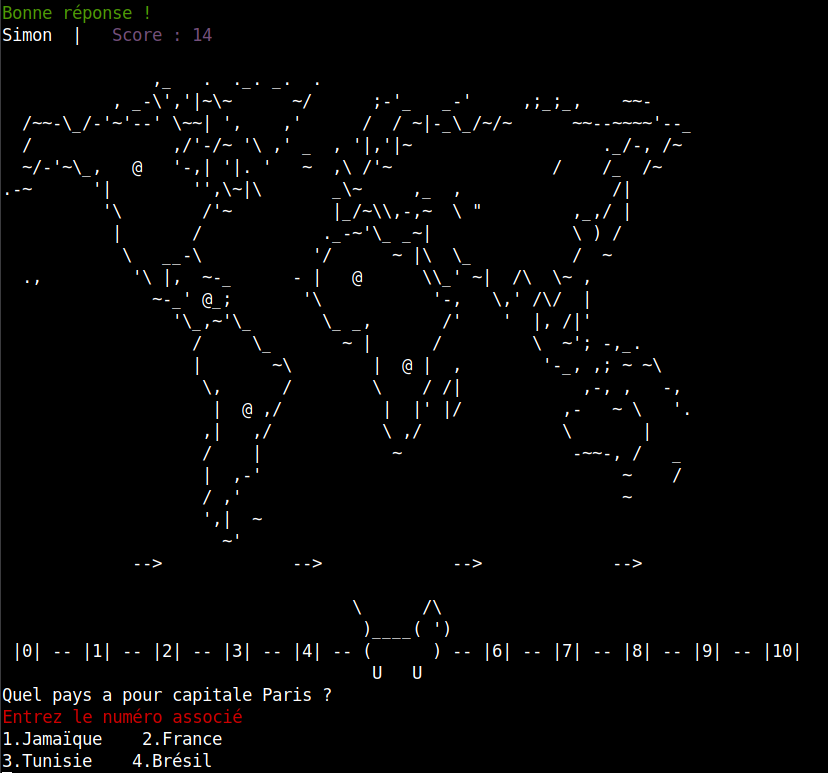 Bonne réponse !
Simon | Score : 14
|0| -- |1| -- |2| -- |3| -- |4| -- ( ) -- |6| -- |7| -- |8| -- |9| -- |10|
U U
Quel pays a pour capitale Paris ?
Entrez le numéro associé
1.Jamaïque 2.France
3.Tunisie 4.Brésil